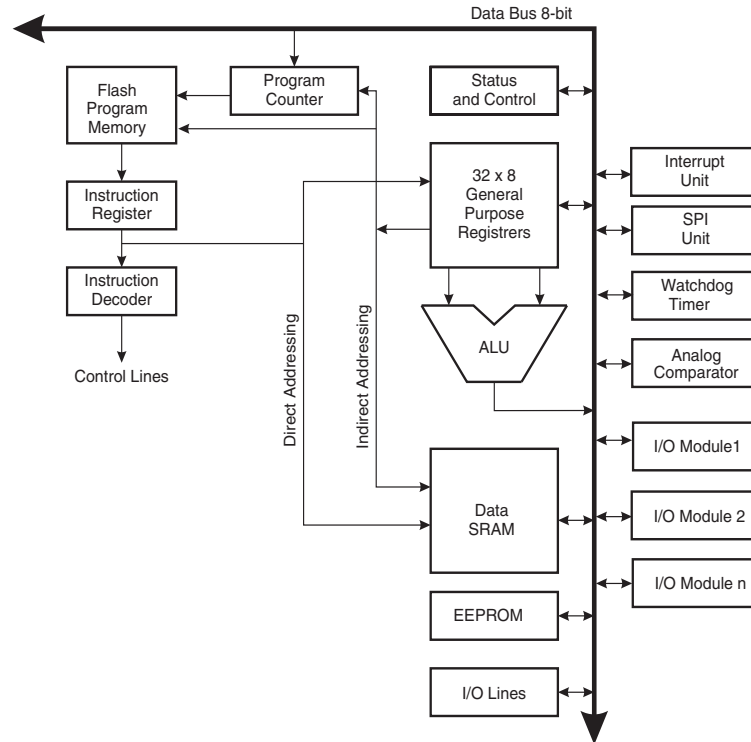 Data Bus 8-bit
Flash
Program
Memory
Program
Counter
Status
and Control
Instruction
Register
32 x 8
General
Purpose
Registrers
Interrupt
Unit
SPI
Unit
Instruction
Decoder
Watchdog
Timer
ALU
Analog
Comparator
Control Lines
Direct Addressing
Indirect Addressing
I/O Module1
Data
SRAM
I/O Module 2
I/O Module n
EEPROM
I/O Lines